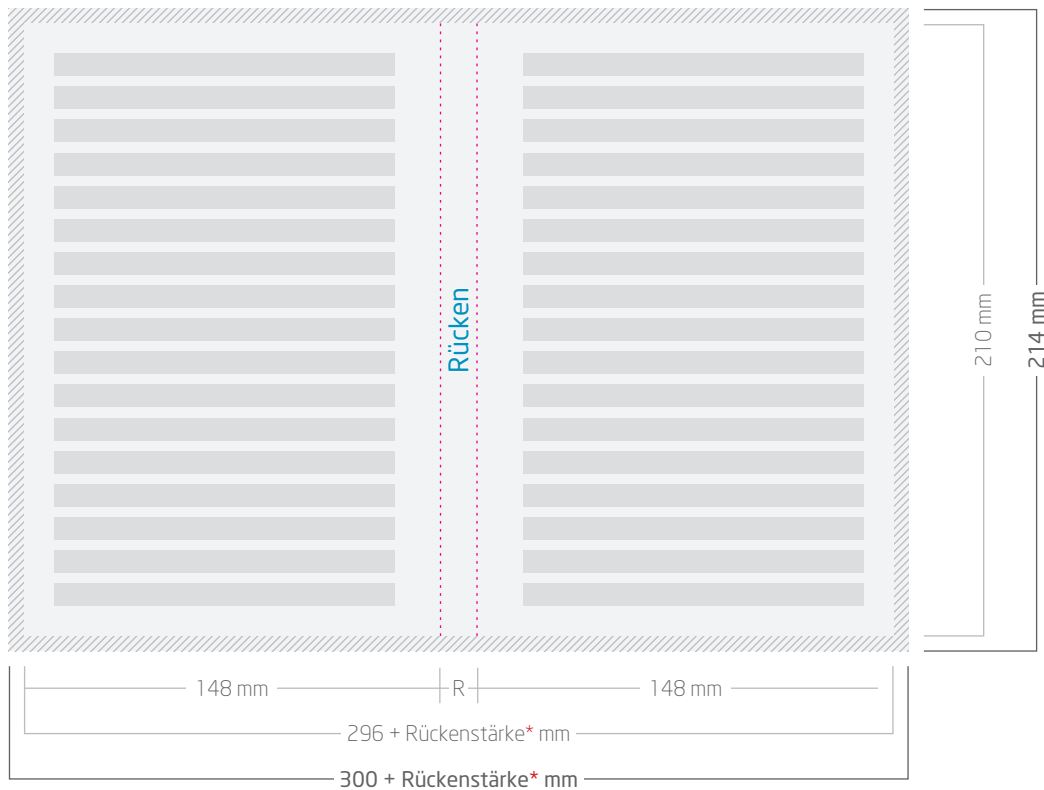 Rücken
210 mm
214 mm
148 mm
R
148 mm
296 + Rückenstärke* mm
300 + Rückenstärke* mm